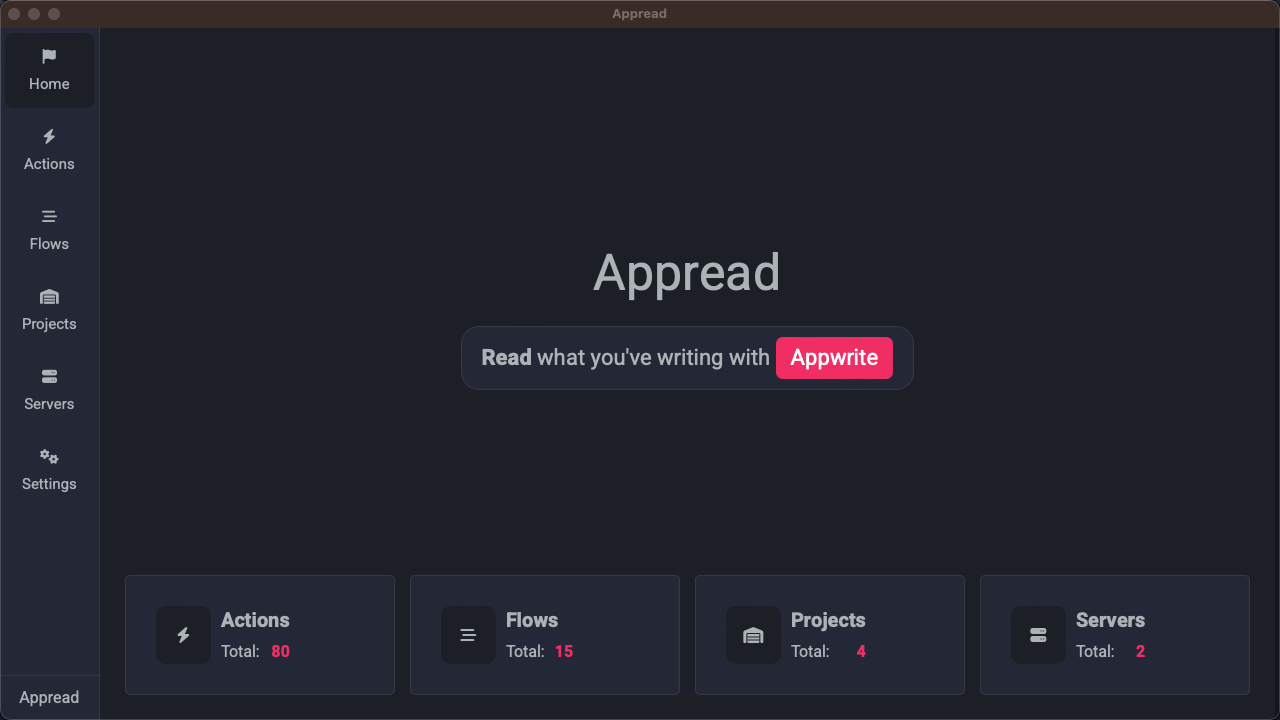 Appread
Home
Actions
Flows
Projects
Servers
Settings
Appread
Appread
Read what you've writing with Appwrite
Actions
Total: 80
Flows
Total: 15
Projects
Total: 4
Servers
Total: 2